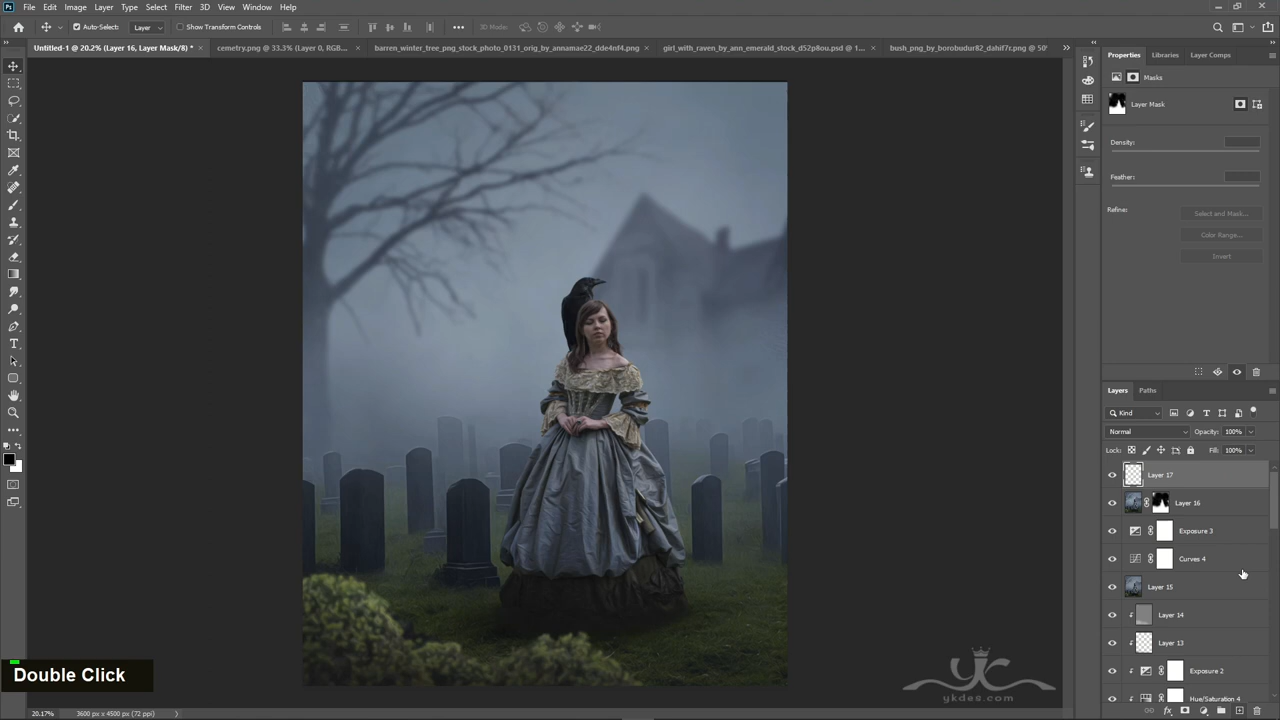 Ps File Edit Image Layer Type Select Filter 3D View Window Help
Auto-Select: Layer Show Transform Controls 3D Mode:
Untitled-1 @ 20.2% (Layer 16, Layer Mask/8) * × cemetry.png @ 33.3% (Layer 0, RGB... × barren_winter_tree_png_stock_photo_0131_orig_by_annamae22_dde4nf4.png × girl_with_raven_by_ann_emerald_stock_d52p8ou.psd @ 1... × bush_png_by_borobudur82_dahif7r.png @ 50'
Properties Libraries Layer Comps
Masks
Layer Mask
Density:
Feather:
Refine:
Select and Mask...
Color Range...
Invert
Layers Paths
Kind
Normal Opacity: 100%
Lock: Fill: 100%
Layer 17
Layer 16
Exposure 3
Curves 4
Layer 15
Layer 14
Layer 13
Exposure 2
Hue/Saturation 4
Double Click
ykdes.com
20.17% 3600 px x 4500 px (72 ppi)